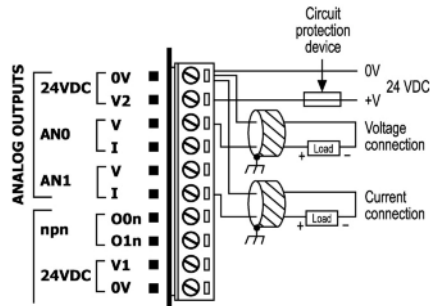 Circuit
protection
device
ANALOG OUTPUTS
24VDC
0V
V2
AN0
V
I
AN1
V
I
npn
O0n
O1n
24VDC
V1
0V
0V
24 VDC
+V
Voltage
connection
+ Load −
Current
connection
+ Load −